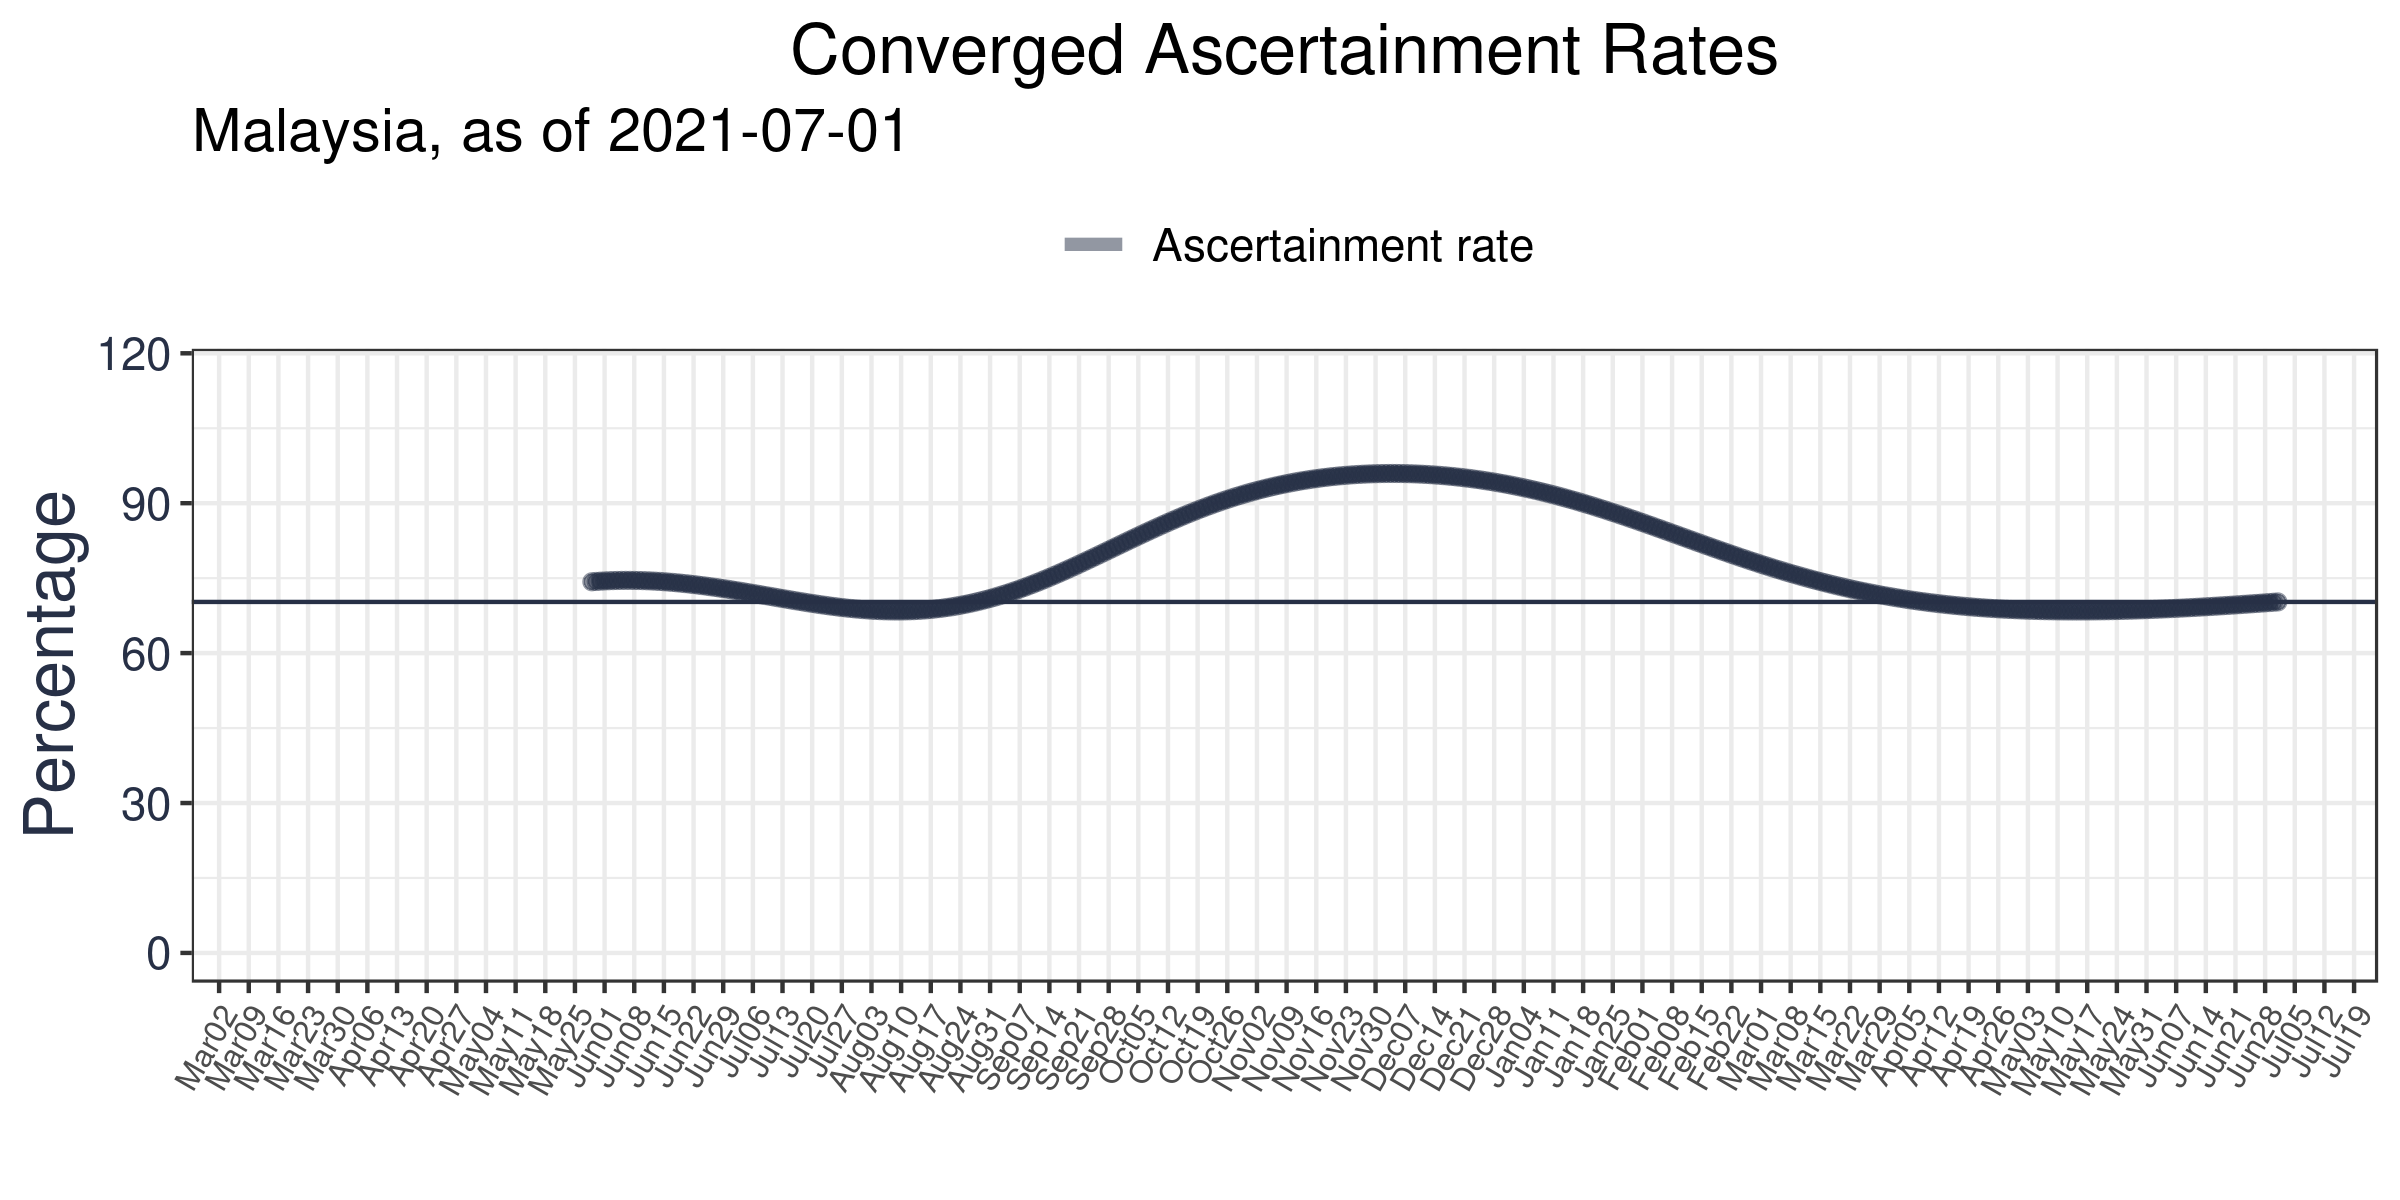 Converged Ascertainment Rates
Malaysia, as of 2021-07-01
Ascertainment rate
Percentage
120
90
60
30
0
Mar02 Mar09 Mar16 Mar23 Mar30 Apr06 Apr13 Apr20 Apr27 May04 May11 May18 May25 Jun01 Jun08 Jun15 Jun22 Jun29 Jul06 Jul13 Jul20 Jul27 Aug03 Aug10 Aug17 Aug24 Aug31 Sep07 Sep14 Sep21 Sep28 Oct05 Oct12 Oct19 Oct26 Nov02 Nov09 Nov16 Nov23 Nov30 Dec07 Dec14 Dec21 Dec28 Jan04 Jan11 Jan18 Jan25 Feb01 Feb08 Feb15 Feb22 Mar01 Mar08 Mar15 Mar22 Mar29 Apr05 Apr12 Apr19 Apr26 May03 May10 May17 May24 May31 Jun07 Jun14 Jun21 Jun28 Jul05 Jul12 Jul19